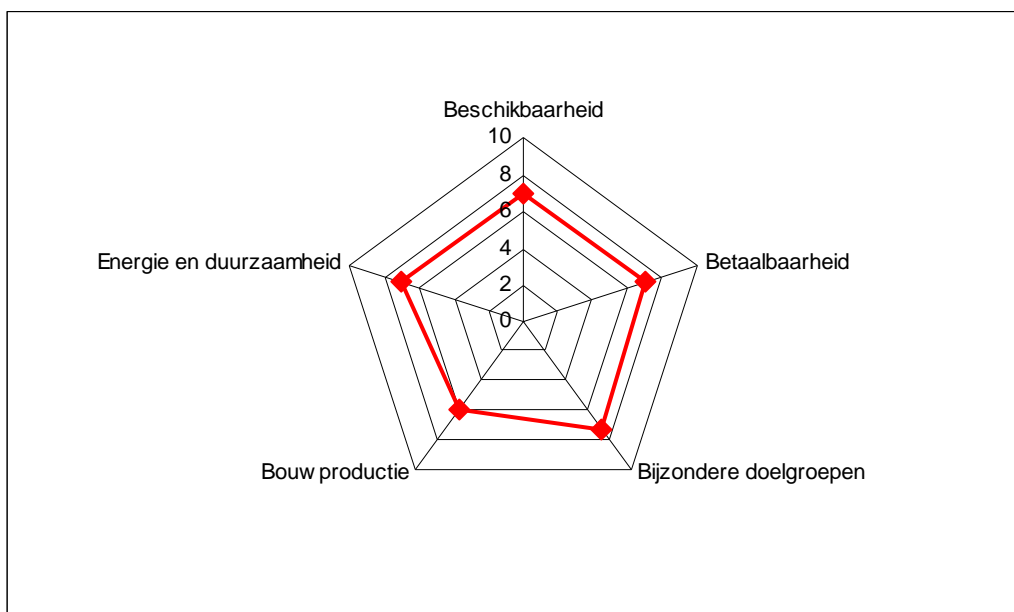 Beschikbaarheid
10
8
6
4
2
0
Energie en duurzaamheid
Betaalbaarheid
Bouw productie
Bijzondere doelgroepen